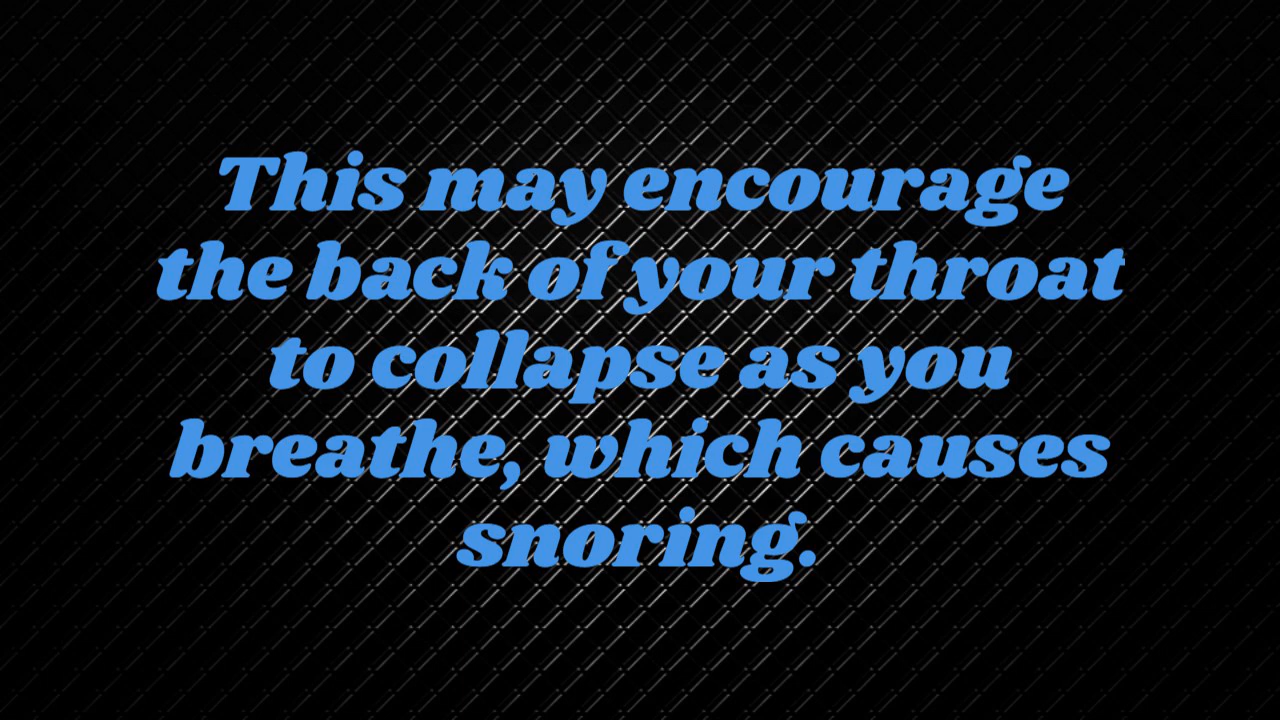 This may encourage
the back of your throat
to collapse as you
breathe, which causes
snoring.